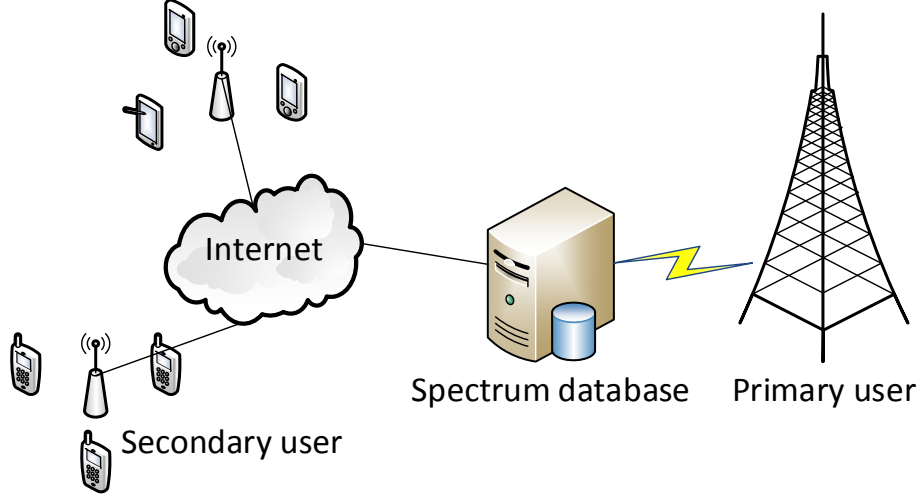 Internet
Spectrum database
Primary user
Secondary user